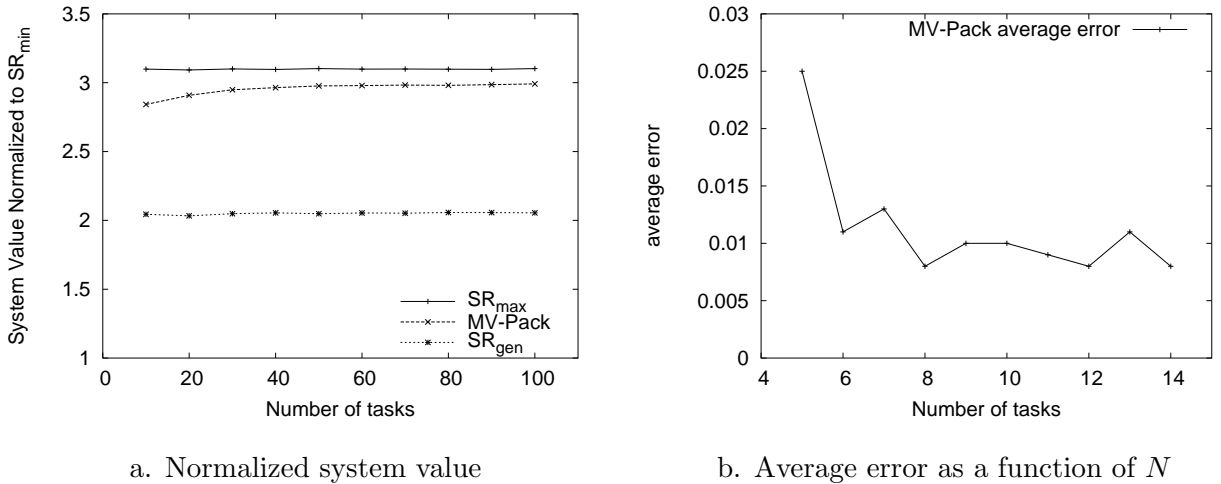 3.5
3
2.5
2
1.5
1
0
20
40
60
80
100
System Value Normalized to SRmin
Number of tasks
SRmax
MV-Pack
SRgen
a. Normalized system value
0.03
0.025
0.02
0.015
0.01
0.005
0
4
6
8
10
12
14
average error
Number of tasks
MV-Pack average error
b. Average error as a function of N